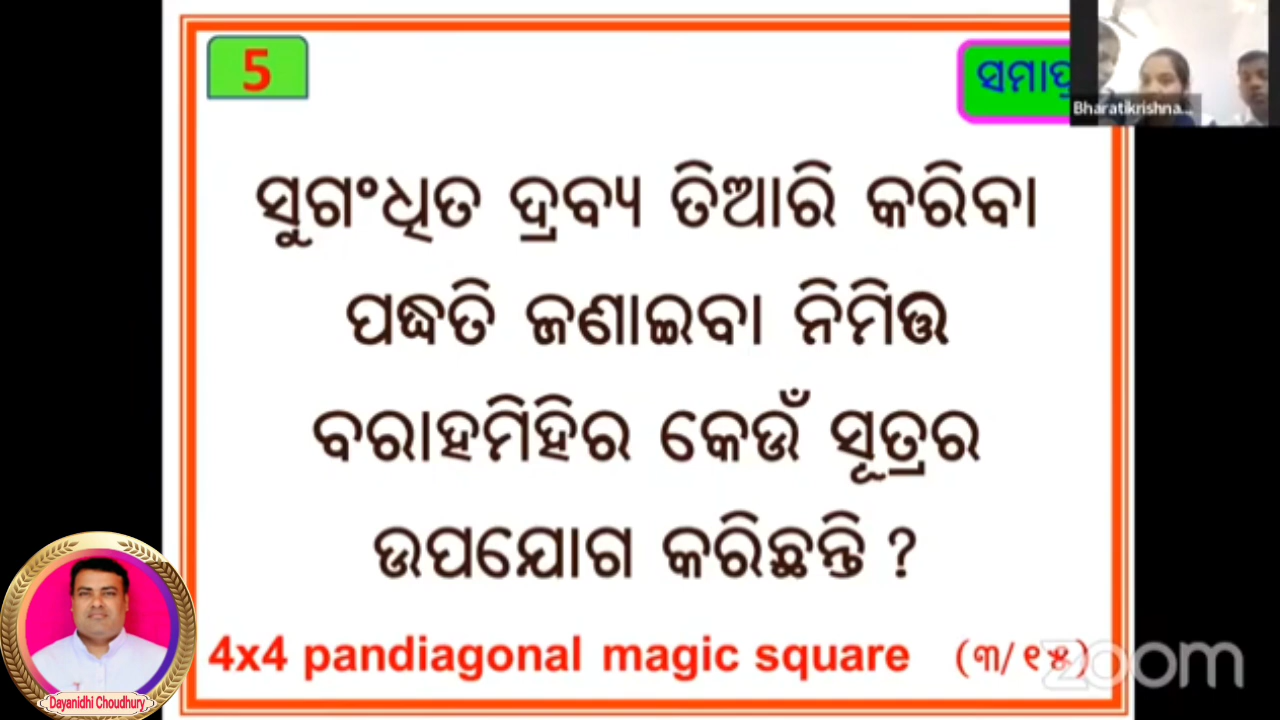 5
Bharatikrishna...
ସୁଗଂଧିତ ଦ୍ରବ୍ୟ ତିଆରି କରିବା
ପଦ୍ଧତି ଜଣାଇବା ନିମିତ୍ତ
ବରାହମିହିର କେଉଁ ସୂତ୍ରର
ଉପଯୋଗ କରିଛନ୍ତି ?
4x4 pandiagonal magic square (୩/୧୫)
zoom
Dayanidhi Choudhury